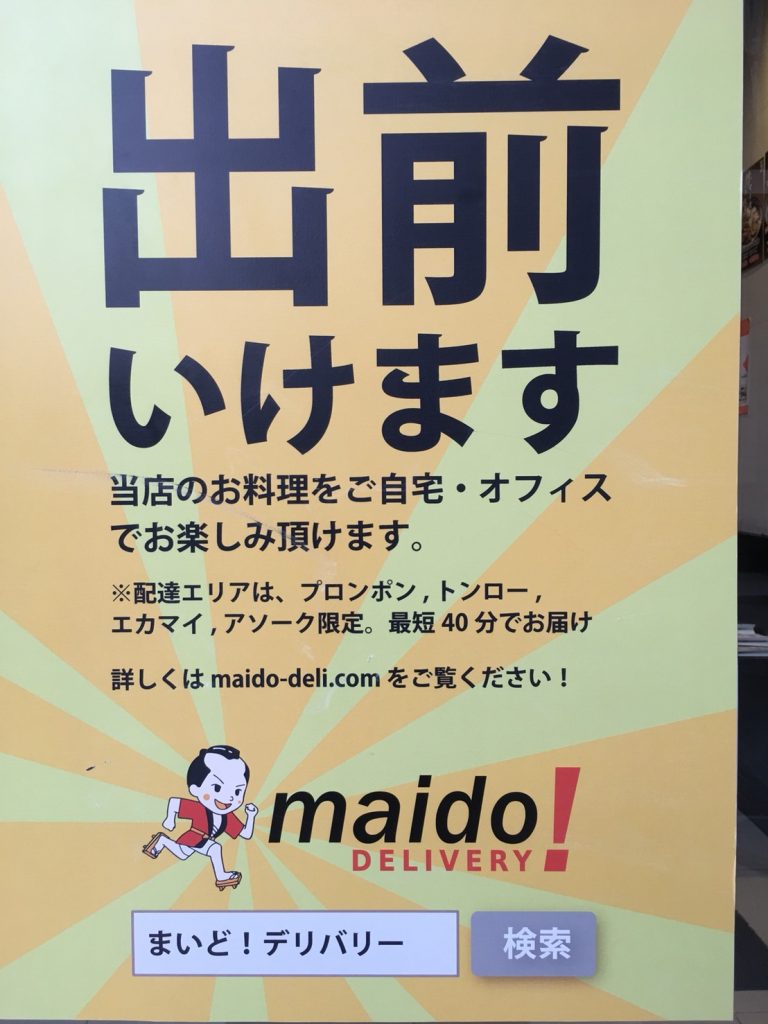 出前
いけます
当店のお料理をご自宅・オフィス
でお楽しみ頂けます。
※配達エリアは、プロンポン , トンロー ,
エカマイ , アソーク限定。最短 40 分でお届け
詳しくは maido-deli.com をご覧ください！
maido!
DELIVERY
まいど！デリバリー
検索